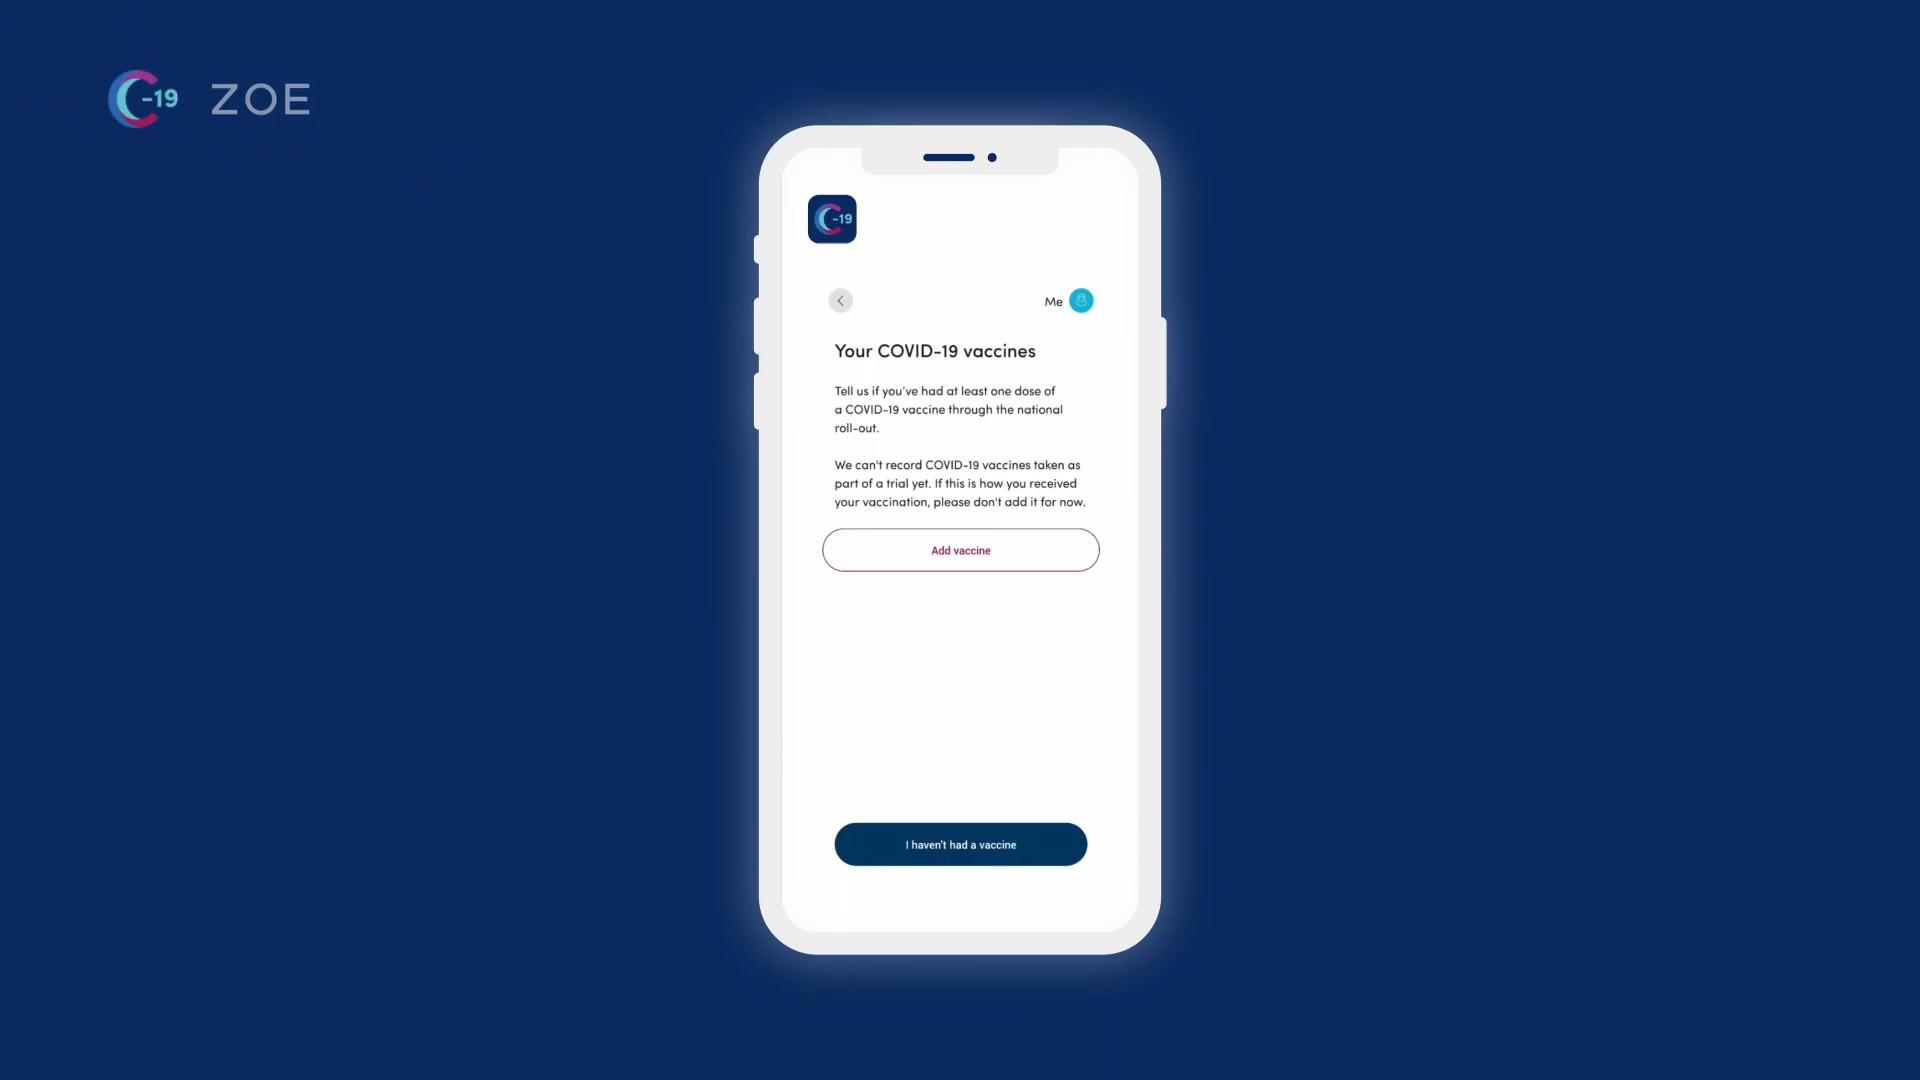 C-19 ZOE
C-19
Me
Your COVID-19 vaccines
Tell us if you've had at least one dose of
a COVID-19 vaccine through the national
roll-out.
We can't record COVID-19 vaccines taken as
part of a trial yet. If this is how you received
your vaccination, please don't add it for now.
Add vaccine
I haven't had a vaccine